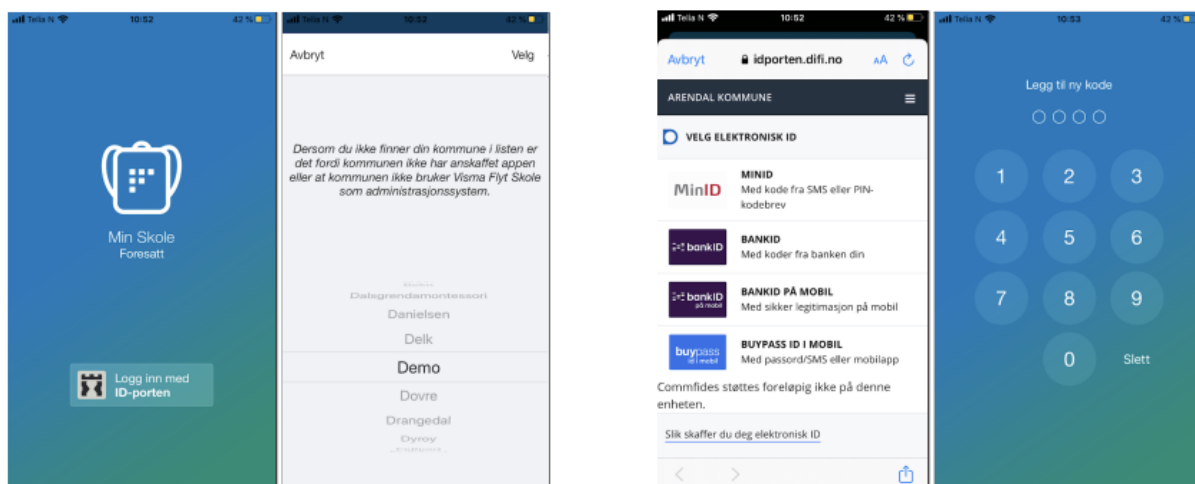 Telia N 10:52 42 %
Min Skole
Foresatt
Logg inn med
ID-porten
Telia N 10:52 42 %
Avbryt Velg
Dersom du ikke finner din kommune i listen er
det fordi kommunen ikke har anskaffet appen
eller at kommunen ikke bruker Visma Flyt Skole
som administrasjonssystem.
Dalegrendamontessori
Danielsen
Delk
Demo
Dovre
Drangedal
Dyroy
Telia N 10:52 42 %
Avbryt idporten.difi.no AA
ARENDAL KOMMUNE
VELG ELEKTRONISK ID
MinID
MINID
Med kode fra SMS eller PIN-
kodebrev
bankID
BANKID
Med koder fra banken din
bankID
på mobil
BANKID PÅ MOBIL
Med sikker legitimasjon på mobil
buypass
id i mobil
BUYPASS ID I MOBIL
Med passord/SMS eller mobilapp
Commfides støttes foreløpig ikke på denne
enheten.
Slik skaffer du deg elektronisk ID
Telia N 10:53 42 %
Legg til ny kode
1 2 3
4 5 6
7 8 9
0 Slett